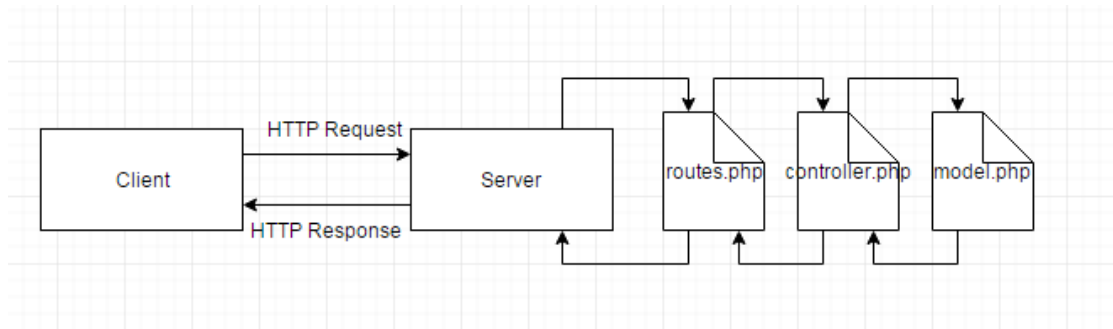 HTTP Request
Client
Server
HTTP Response
routes.php
controller.php
model.php